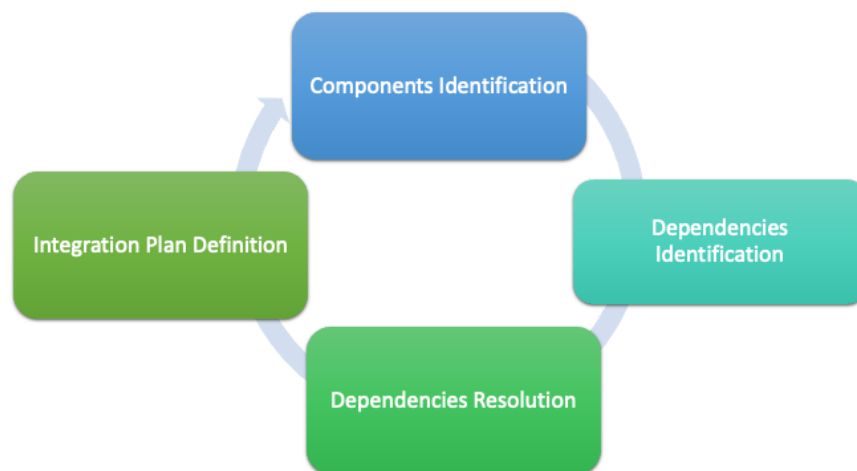 Components Identification
Dependencies
Identification
Dependencies Resolution
Integration Plan Definition